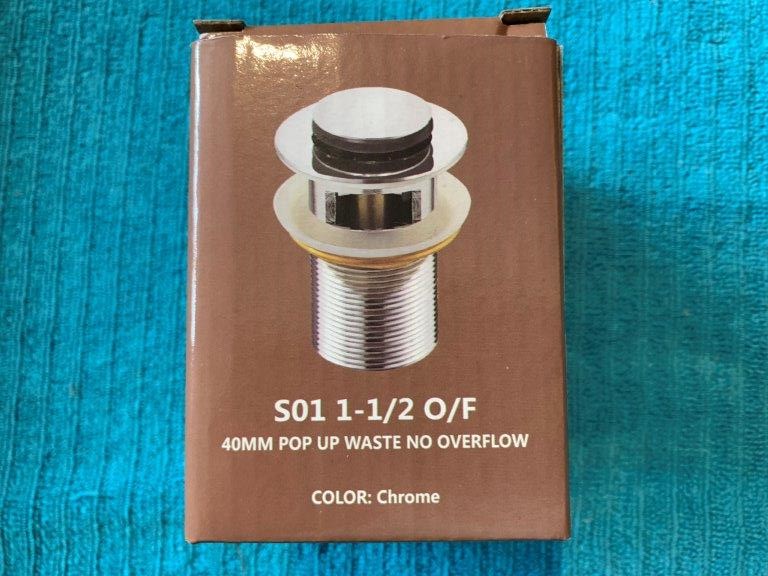 S01 1-1/2 O/F
40MM POP UP WASTE NO OVERFLOW
COLOR: Chrome